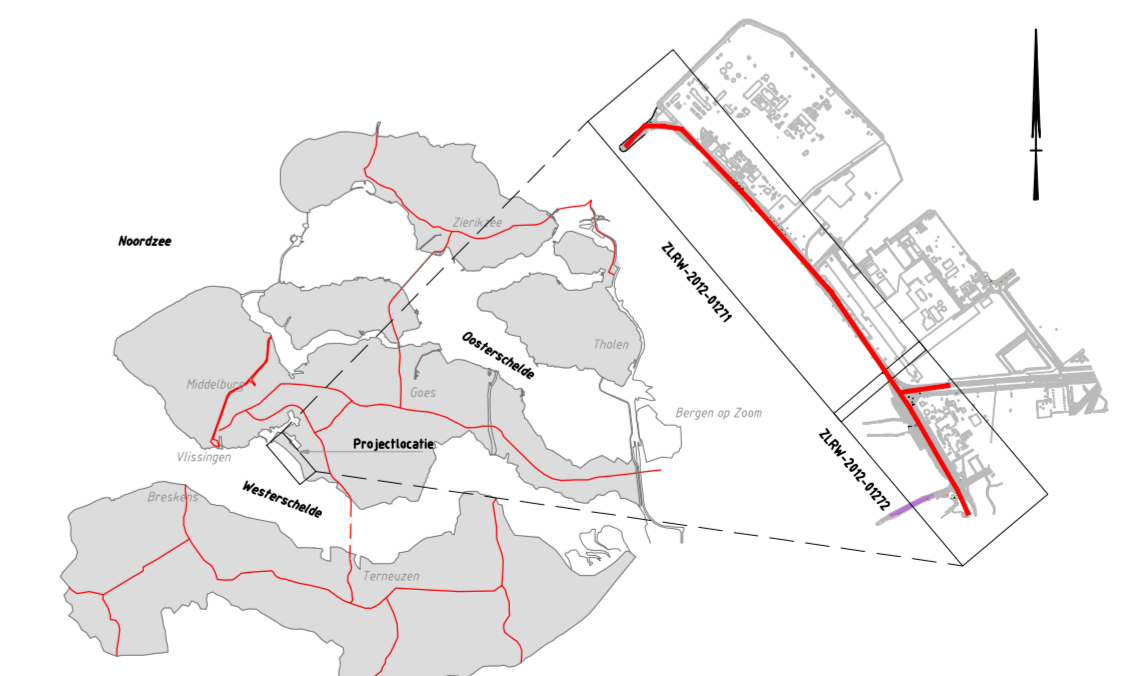 Noordzee
Zierikzee
ZLRW-2012-01271
Oosterschelde
Tholen
Middelburg
Goes
Bergen op Zoom
Projectlocatie
Vlissingen
ZLRW-2012-01272
Westerschelde
Breskens
Terneuzen